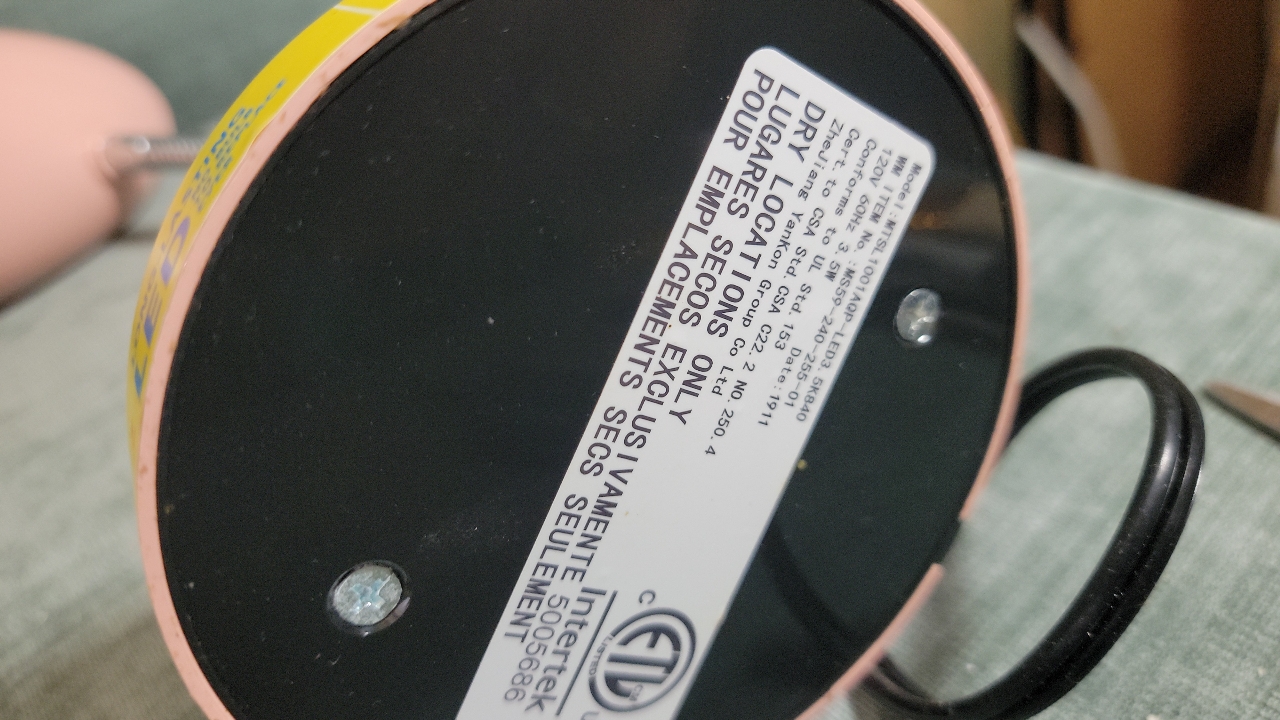 Model:MTSL1001AQP-LED3.5K840
WM ITEM No.:MS59-240-255-01
120V 60Hz 3.5W Date:1911
Conforms to UL Std. 153
Cert. to CSA Std. CSA C22.2 NO.250.4
ZheJiang Yankon Group Co Ltd
DRY LOCATIONS ONLY
LUGARES SECOS EXCLUSIVAMENTE
POUR EMPLACEMENTS SECS SEULEMENT
C
ETL
Intertek
5005686